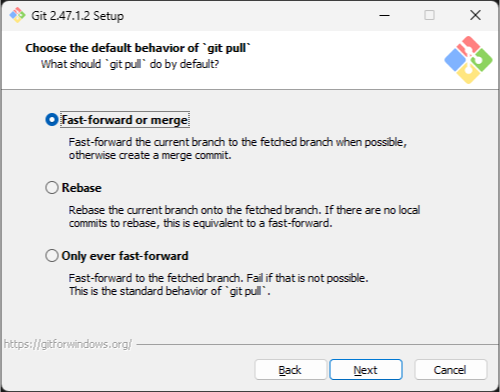 Git 2.47.1.2 Setup
Choose the default behavior of `git pull`
What should `git pull` do by default?
Fast-forward or merge
Fast-forward the current branch to the fetched branch when possible,
otherwise create a merge commit.
Rebase
Rebase the current branch onto the fetched branch. If there are no local
commits to rebase, this is equivalent to a fast-forward.
Only ever fast-forward
Fast-forward to the fetched branch. Fail if that is not possible.
This is the standard behavior of `git pull`.
https://gitforwindows.org/
Back Next Cancel